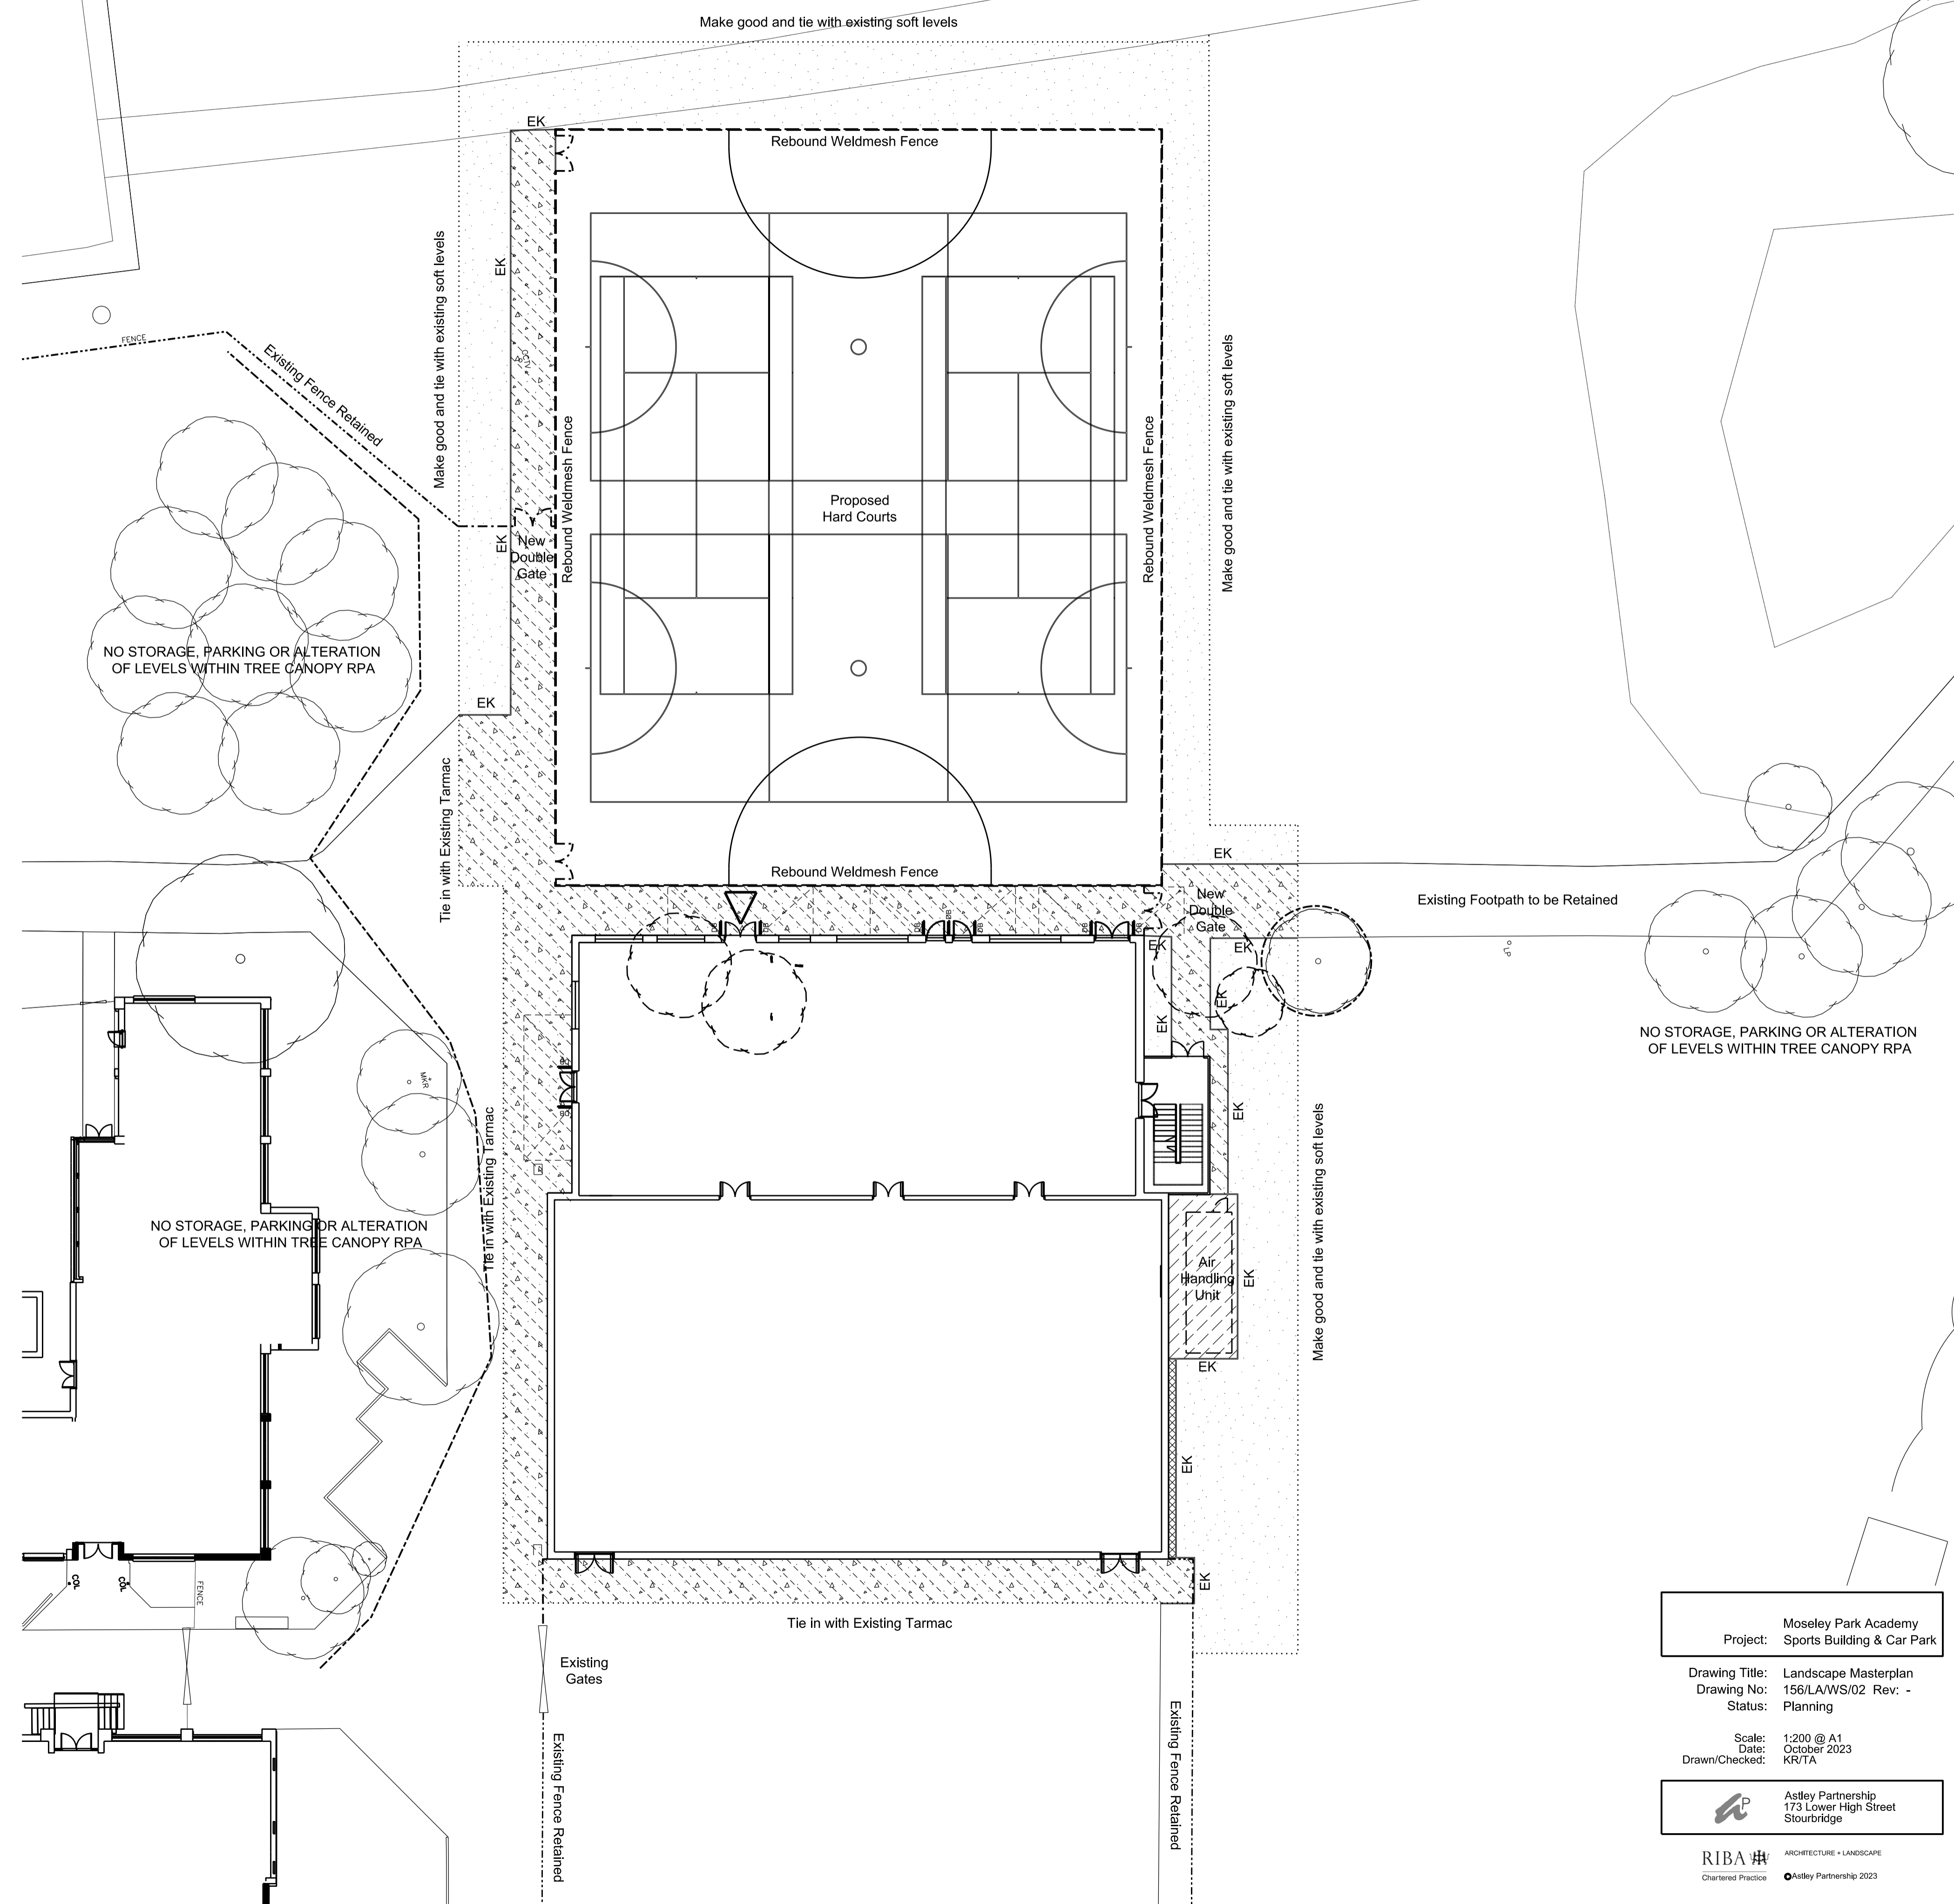 Make good and tie with existing soft levels
EK
Rebound Weldmesh Fence
EK
Make good and tie with existing soft levels
FENCE
Existing Fence Retained
CCTV
Make good and tie with existing soft levels
Rebound Weldmesh Fence
Rebound Weldmesh Fence
Proposed
Hard Courts
EK
New
Double
Gate
NO STORAGE, PARKING OR ALTERATION
OF LEVELS WITHIN TREE CANOPY RPA
EK
Tie in with Existing Tarmac
Rebound Weldmesh Fence
EK
New
Double
Gate
Existing Footpath to be Retained
EK
EK
LP
EK
EK
NO STORAGE, PARKING OR ALTERATION
OF LEVELS WITHIN TREE CANOPY RPA
MKR
EK
Tie in with Existing Tarmac
Make good and tie with existing soft levels
NO STORAGE, PARKING OR ALTERATION
OF LEVELS WITHIN TREE CANOPY RPA
Air
Handling
Unit
EK
EK
EK
COL
COL
FENCE
EK
Tie in with Existing Tarmac
Existing
Gates
Existing Fence Retained
Existing Fence Retained
Project:
Moseley Park Academy
Sports Building & Car Park
Drawing Title: Landscape Masterplan
Drawing No: 156/LA/WS/02 Rev: -
Status: Planning
Scale: 1:200 @ A1
Date: October 2023
Drawn/Checked: KR/TA
P
Astley Partnership
173 Lower High Street
Stourbridge
RIBA
Chartered Practice
ARCHITECTURE + LANDSCAPE
Astley Partnership 2023